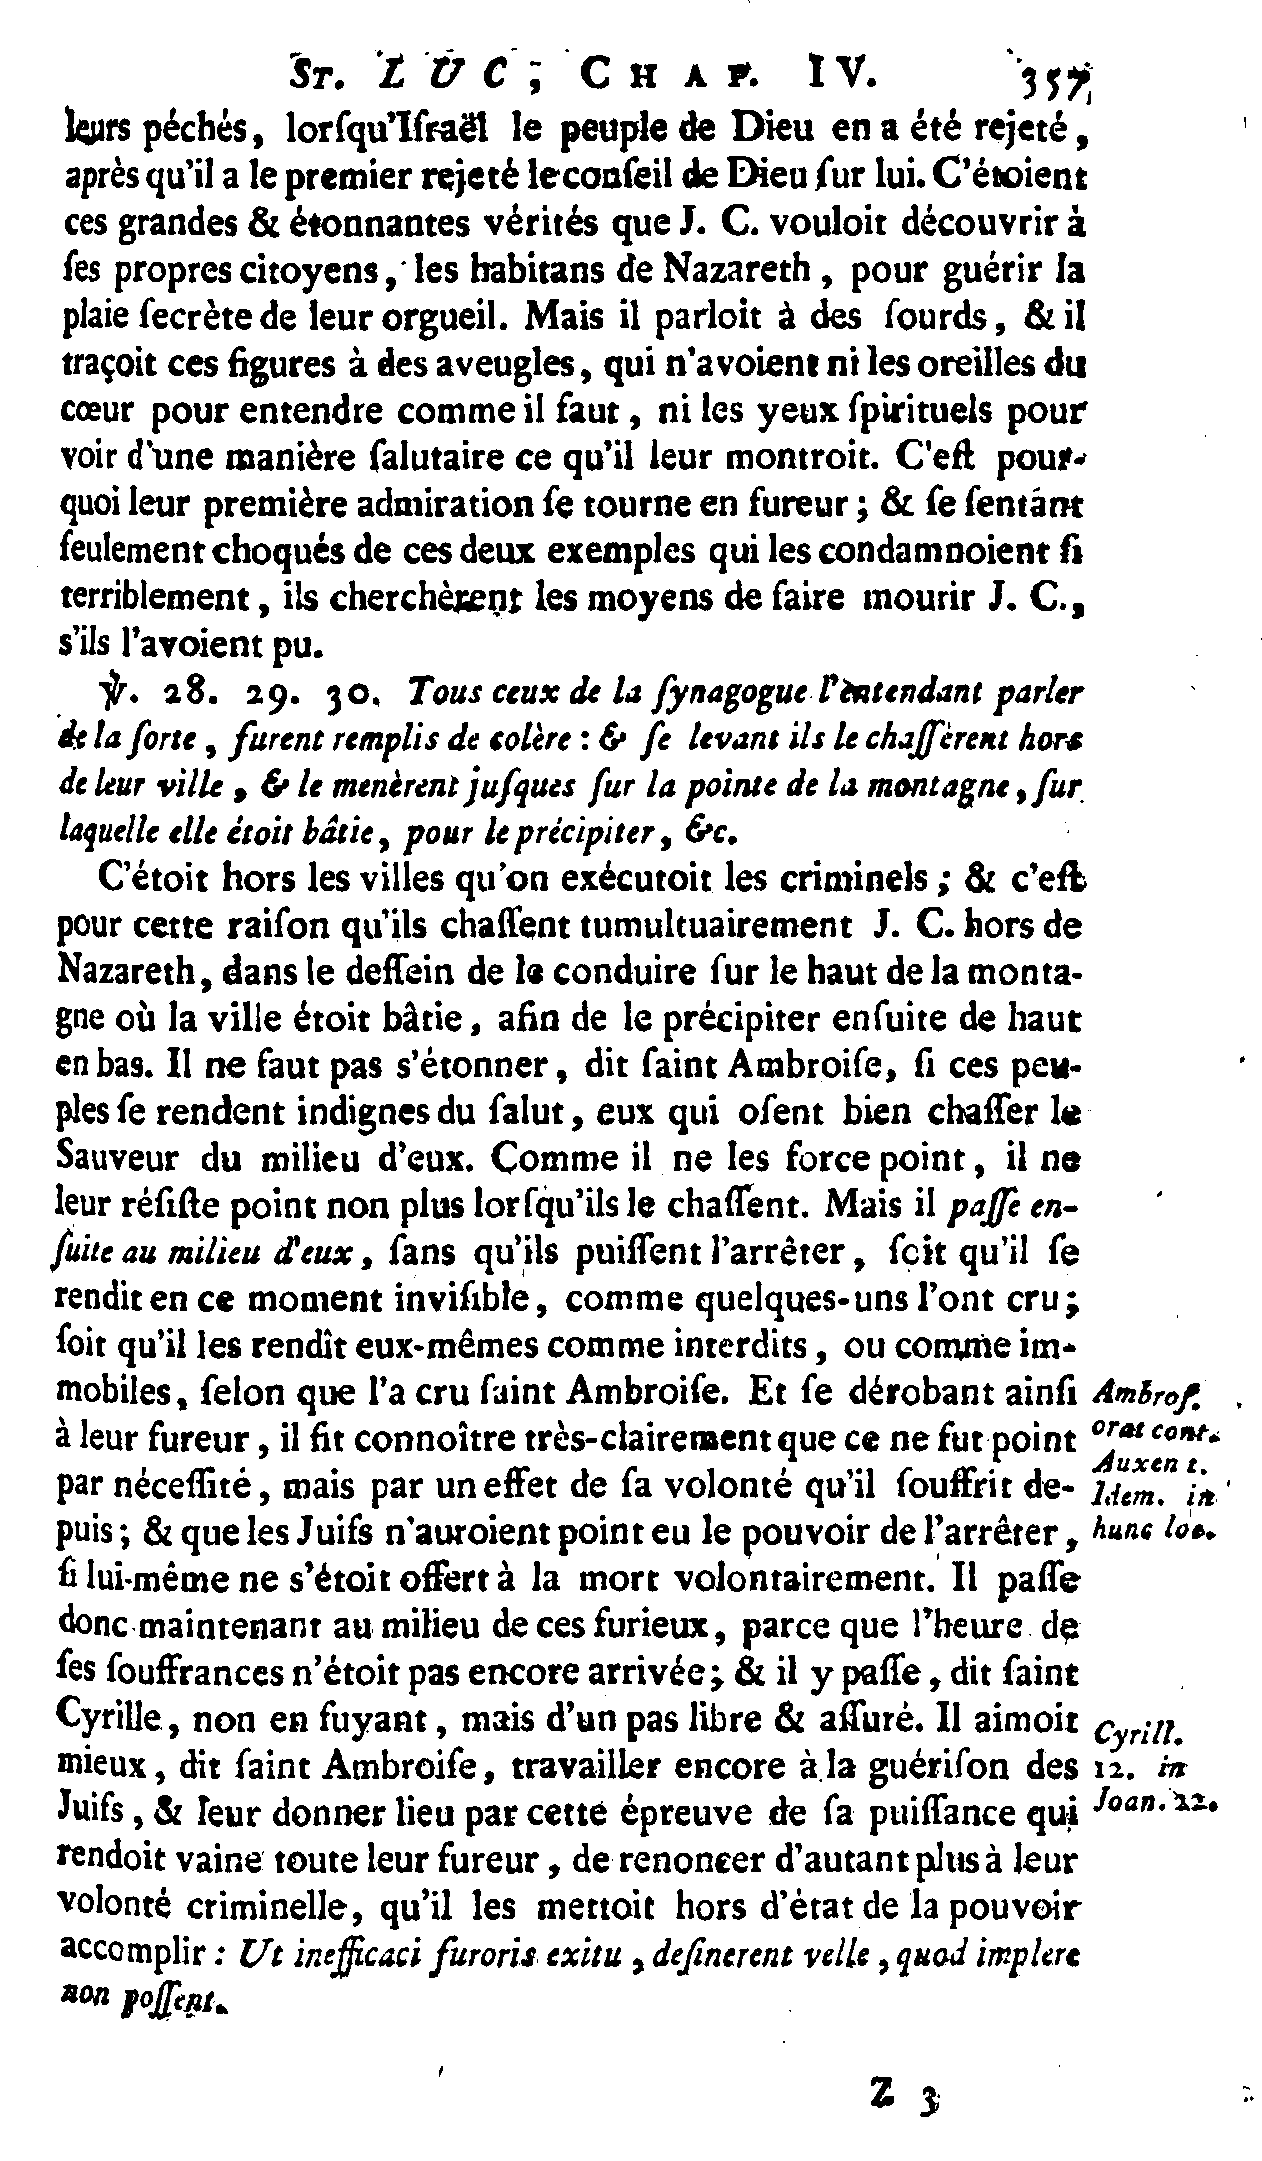 ST. LUC, CHAP. IV. 357
leurs péchés, lorſqu'Iſraël le peuple de Dieu en a été rejeté,
après qu'il a le premier rejeté le conſeil de Dieu ſur lui. C'étoient
ces grandes & étonnantes vérités que J. C. vouloit découvrir à
ſes propres citoyens, les habitans de Nazareth, pour guérir la
plaie ſecrète de leur orgueil. Mais il parloit à des ſourds, & il
traçoit ces figures à des aveugles, qui n'avoient ni les oreilles du
cœur pour entendre comme il faut, ni les yeux ſpirituels pour
voir d'une manière ſalutaire ce qu'il leur montroit. C'eſt pour-
quoi leur première admiration ſe tourne en fureur; & ſe ſentant
ſeulement choqués de ces deux exemples qui les condamnoient ſi
terriblement, ils cherchèrent les moyens de faire mourir J. C.,
s'ils l'avoient pu.
℣. 28. 29. 30. Tous ceux de la ſynagogue l'entendant parler
de la ſorte, furent remplis de colère : & ſe levant ils le chaſſèrent hors
de leur ville, & le menèrent juſques ſur la pointe de la montagne, ſur
laquelle elle étoit bâtie, pour le précipiter, &c.
C'étoit hors les villes qu'on exécutoit les criminels; & c'eſt
pour cette raiſon qu'ils chaſſent tumultuairement J. C. hors de
Nazareth, dans le deſſein de le conduire ſur le haut de la monta-
gne où la ville étoit bâtie, afin de le précipiter enſuite de haut
en bas. Il ne faut pas s'étonner, dit ſaint Ambroiſe, ſi ces peu-
ples ſe rendent indignes du ſalut, eux qui oſent bien chaſſer le
Sauveur du milieu d'eux. Comme il ne les force point, il ne
leur réſiſte point non plus lorſqu'ils le chaſſent. Mais il paſſe en-
ſuite au milieu d'eux, ſans qu'ils puiſſent l'arrêter, ſoit qu'il ſe
rendit en ce moment inviſible, comme quelques-uns l'ont cru;
ſoit qu'il les rendît eux-mêmes comme interdits, ou comme im-
mobiles, ſelon que l'a cru ſaint Ambroiſe. Et ſe dérobant ainſi
à leur fureur, il fit connoître très-clairement que ce ne fut point
par néceſſité, mais par un effet de ſa volonté qu'il ſouffrit de-
puis; & que les Juifs n'auroient point eu le pouvoir de l'arrêter,
ſi lui-même ne s'étoit offert à la mort volontairement. Il paſſe
donc maintenant au milieu de ces furieux, parce que l'heure de
ſes ſouffrances n'étoit pas encore arrivée; & il y paſſe, dit ſaint
Cyrille, non en fuyant, mais d'un pas libre & aſſuré. Il aimoit
mieux, dit ſaint Ambroiſe, travailler encore à la guériſon des
Juifs, & leur donner lieu par cette épreuve de ſa puiſſance qui
rendoit vaine toute leur fureur, de renoncer d'autant plus à leur
volonté criminelle, qu'il les mettoit hors d'état de la pouvoir
accomplir : Ut inefficaci furoris exitu, deſinerent velle, quod implere
non poſſent.
Ambroſ.
orat cont.
Auxent.
Idem. in
hunc loc.
Cyrill.
12. in
Joan. 22.
Z 3